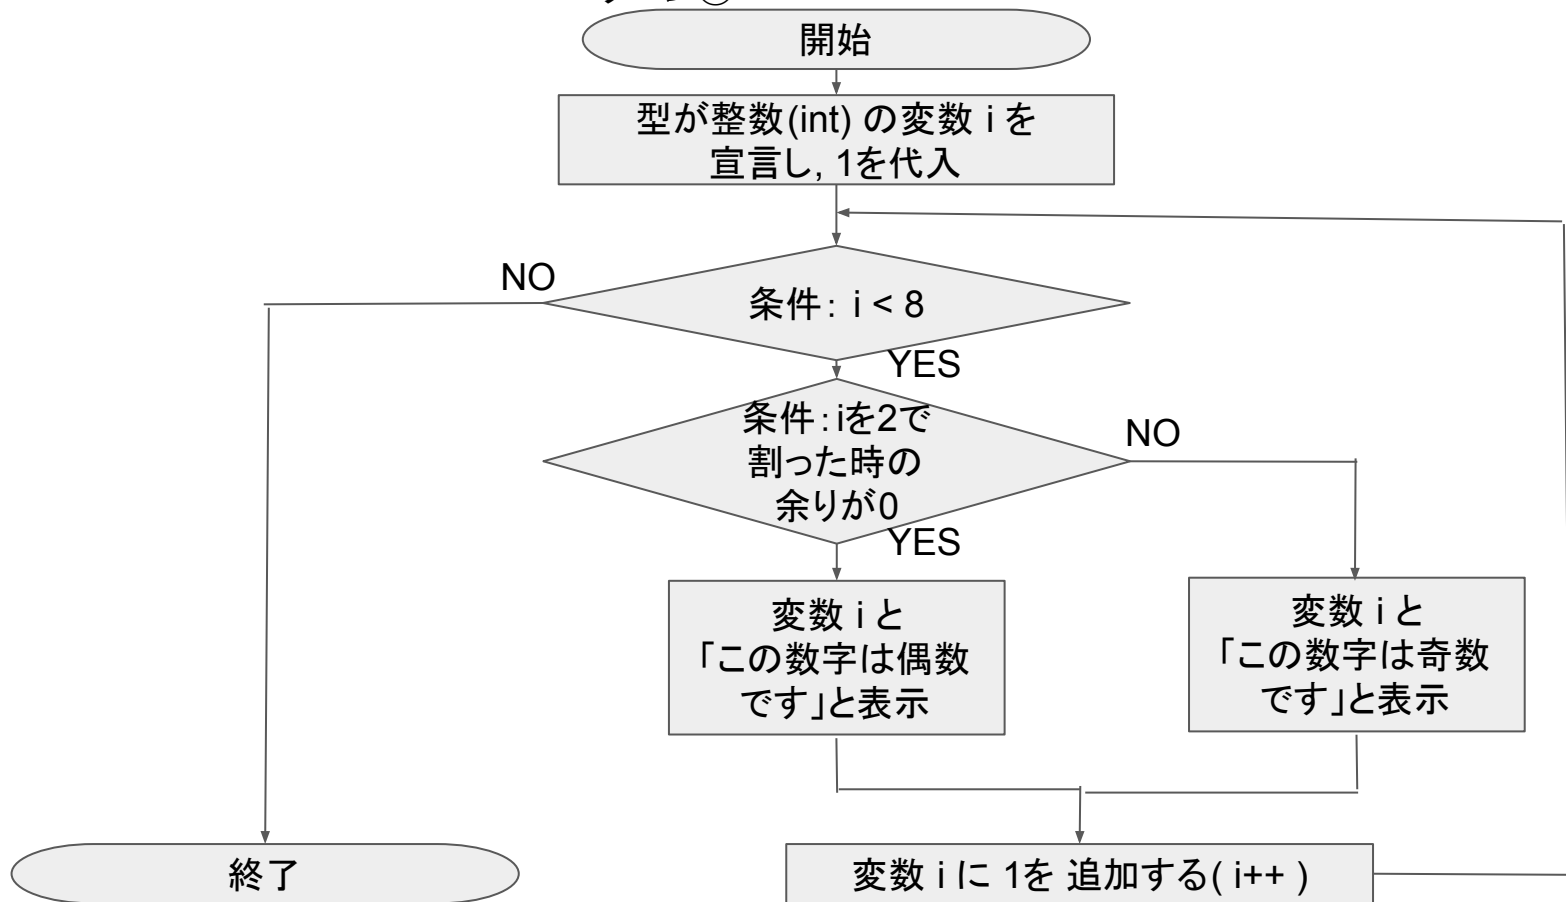 開始
型が整数(int) の変数 i を
宣言し, 1を代入
NO
条件： i < 8
YES
条件：iを2で
割った時の
余りが0
NO
YES
変数 i と
「この数字は偶数
です」と表示
変数 i と
「この数字は奇数
です」と表示
終了
変数 i に 1を 追加する( i++ )